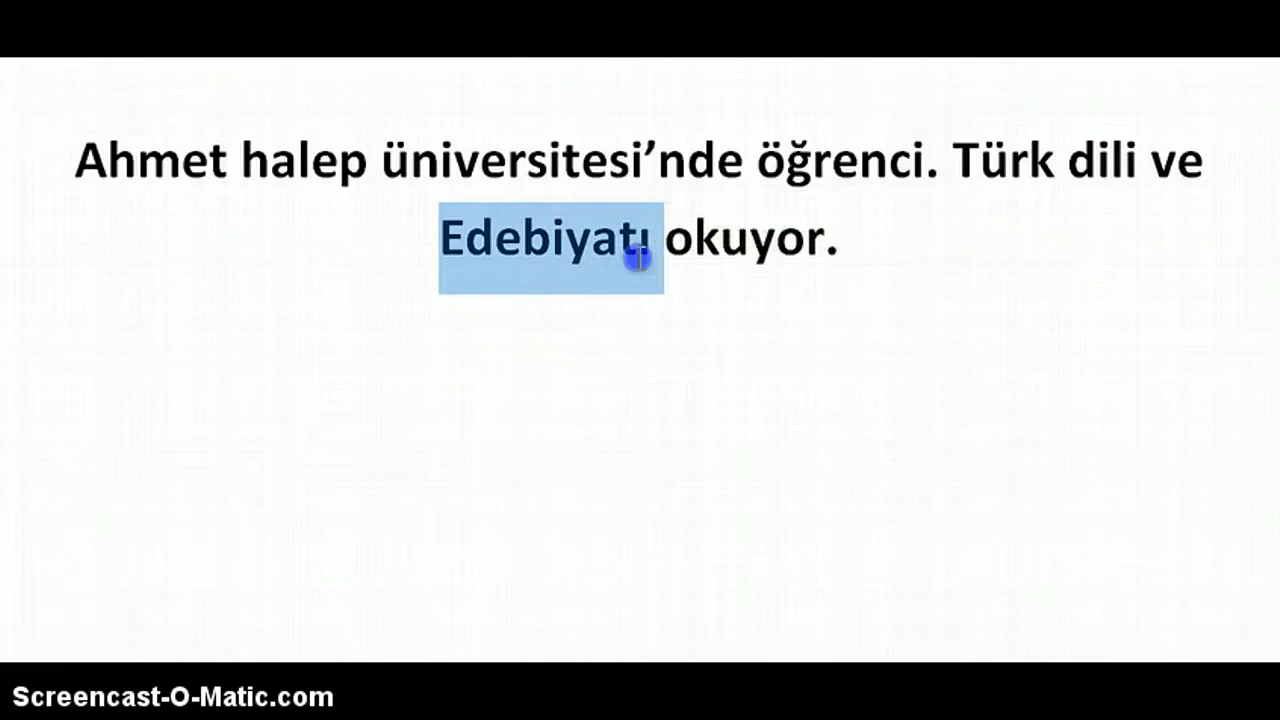 Ahmet halep üniversitesi’nde öğrenci. Türk dili ve
Edebiyatı okuyor.
Screencast-O-Matic.com